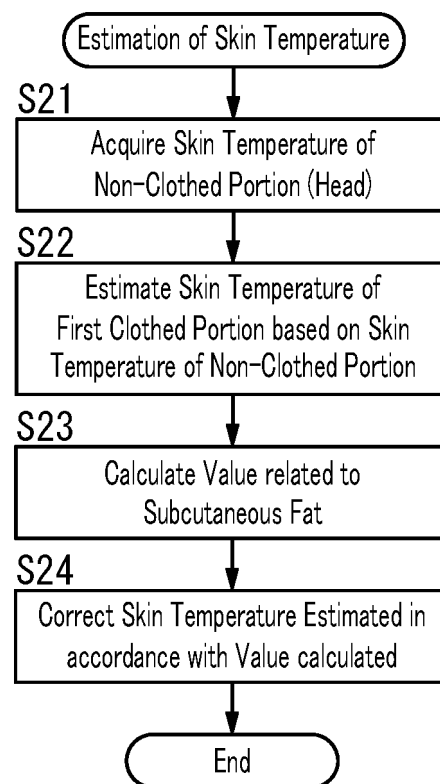 Estimation of Skin Temperature
S21
Acquire Skin Temperature of
Non-Clothed Portion (Head)
S22
Estimate Skin Temperature of
First Clothed Portion based on Skin
Temperature of Non-Clothed Portion
S23
Calculate Value related to
Subcutaneous Fat
S24
Correct Skin Temperature Estimated in
accordance with Value calculated
End